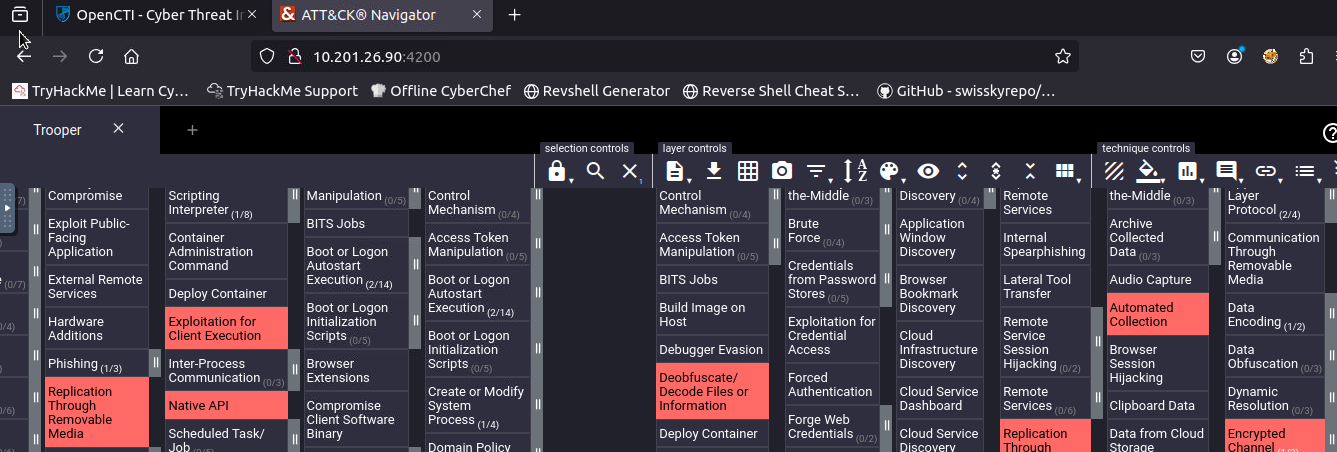 OpenCTI - Cyber Threat In
ATT&CK® Navigator
10.201.26.90:4200
TryHackMe | Learn Cy…
TryHackMe Support
Offline CyberChef
Revshell Generator
Reverse Shell Cheat S…
GitHub - swisskyrepo/…
Trooper
selection controls
layer controls
technique controls
Compromise
Exploit Public-
Facing
Application
External Remote
Services
Hardware
Additions
Phishing (1/3)
Replication
Through
Removable
Media
Scripting
Interpreter (1/8)
Container
Administration
Command
Deploy Container
Exploitation for
Client Execution
Inter-Process
Communication (0/3)
Native API
Scheduled Task/
Job (0/5)
Manipulation (0/5)
BITS Jobs
Boot or Logon
Autostart
Execution (2/14)
Boot or Logon
Initialization
Scripts (0/5)
Browser
Extensions
Compromise
Client Software
Binary
Control
Mechanism (0/4)
Access Token
Manipulation (0/5)
Boot or Logon
Autostart
Execution (2/14)
Boot or Logon
Initialization
Scripts (0/5)
Create or Modify
System
Process (1/4)
Domain Policy
Control
Mechanism (0/4)
Access Token
Manipulation (0/5)
BITS Jobs
Build Image on
Host
Debugger Evasion
Deobfuscate/
Decode Files or
Information
Deploy Container
the-Middle (0/3)
Brute
Force (0/4)
Credentials
from Password
Stores (0/5)
Exploitation for
Credential
Access
Forced
Authentication
Forge Web
Credentials (0/2)
Discovery (0/4)
Application
Window
Discovery
Browser
Bookmark
Discovery
Cloud
Infrastructure
Discovery
Cloud Service
Dashboard
Cloud Service
Discovery
Remote
Services
Internal
Spearphishing
Lateral Tool
Transfer
Remote
Service
Session
Hijacking (0/2)
Remote
Services (0/6)
Replication
Through
the-Middle (0/3)
Archive
Collected
Data (0/3)
Audio Capture
Automated
Collection
Browser
Session
Hijacking
Clipboard Data
Data from Cloud
Storage
Layer
Protocol (2/4)
Communication
Through
Removable
Media
Data
Encoding (1/2)
Data
Obfuscation (0/3)
Dynamic
Resolution (0/3)
Encrypted
Channel (1/2)